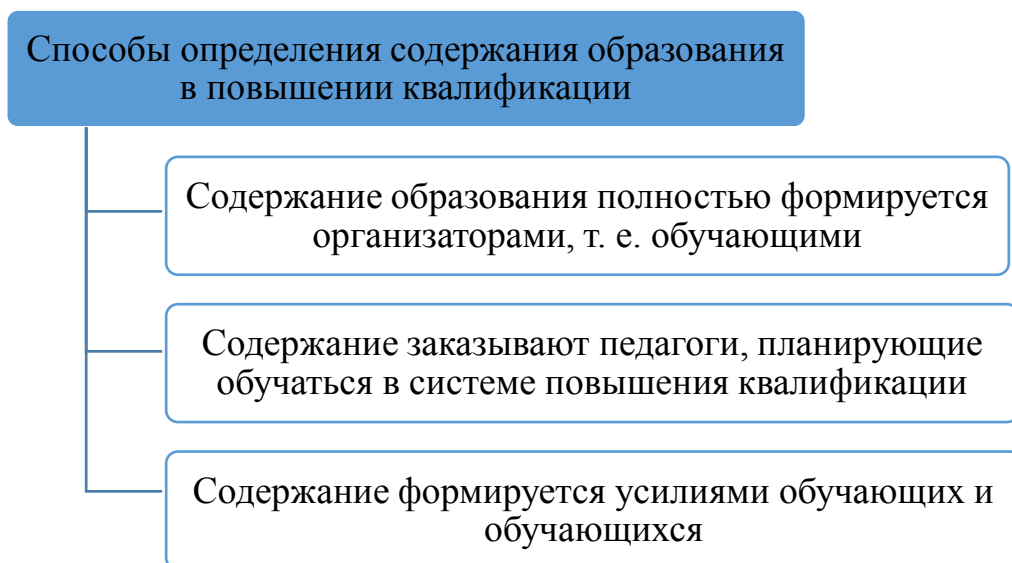 Способы определения содержания образования
в повышении квалификации
Содержание образования полностью формируется
организаторами, т. е. обучающими
Содержание заказывают педагоги, планирующие
обучаться в системе повышения квалификации
Содержание формируется усилиями обучающих и
обучающихся